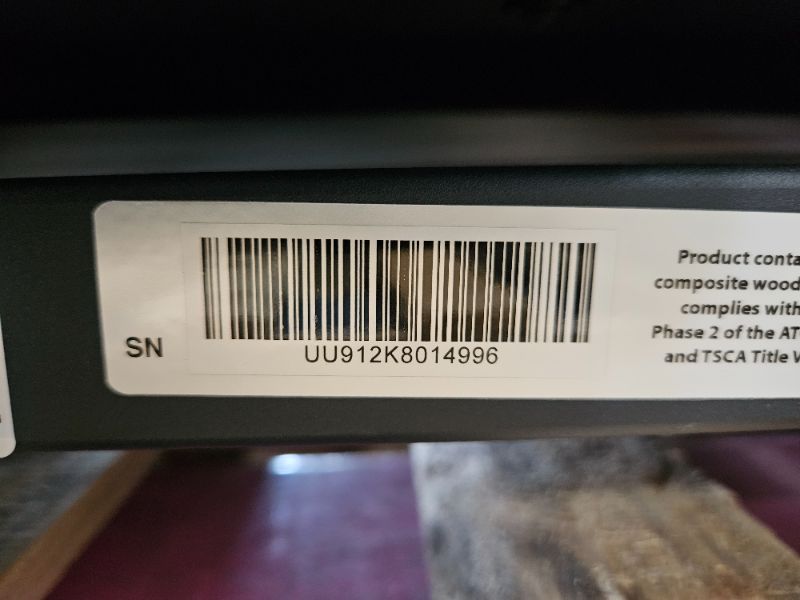 SN
UU912K8014996
Product conta
composite wood
complies with
Phase 2 of the AT
and TSCA Title V